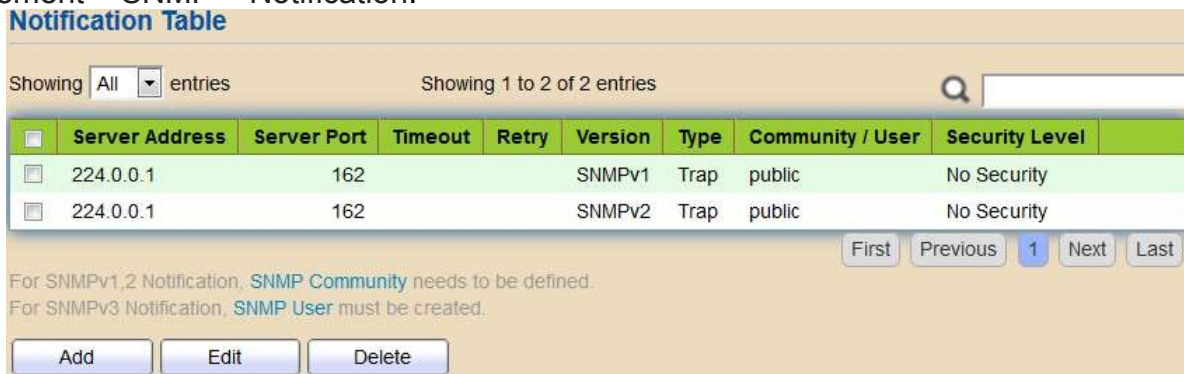 Notification Table
Showing All entries Showing 1 to 2 of 2 entries
Server Address Server Port Timeout Retry Version Type Community / User Security Level
224.0.0.1 162 SNMPv1 Trap public No Security
224.0.0.1 162 SNMPv2 Trap public No Security
First Previous 1 Next Last
For SNMPv1,2 Notification, SNMP Community needs to be defined.
For SNMPv3 Notification, SNMP User must be created.
Add Edit Delete